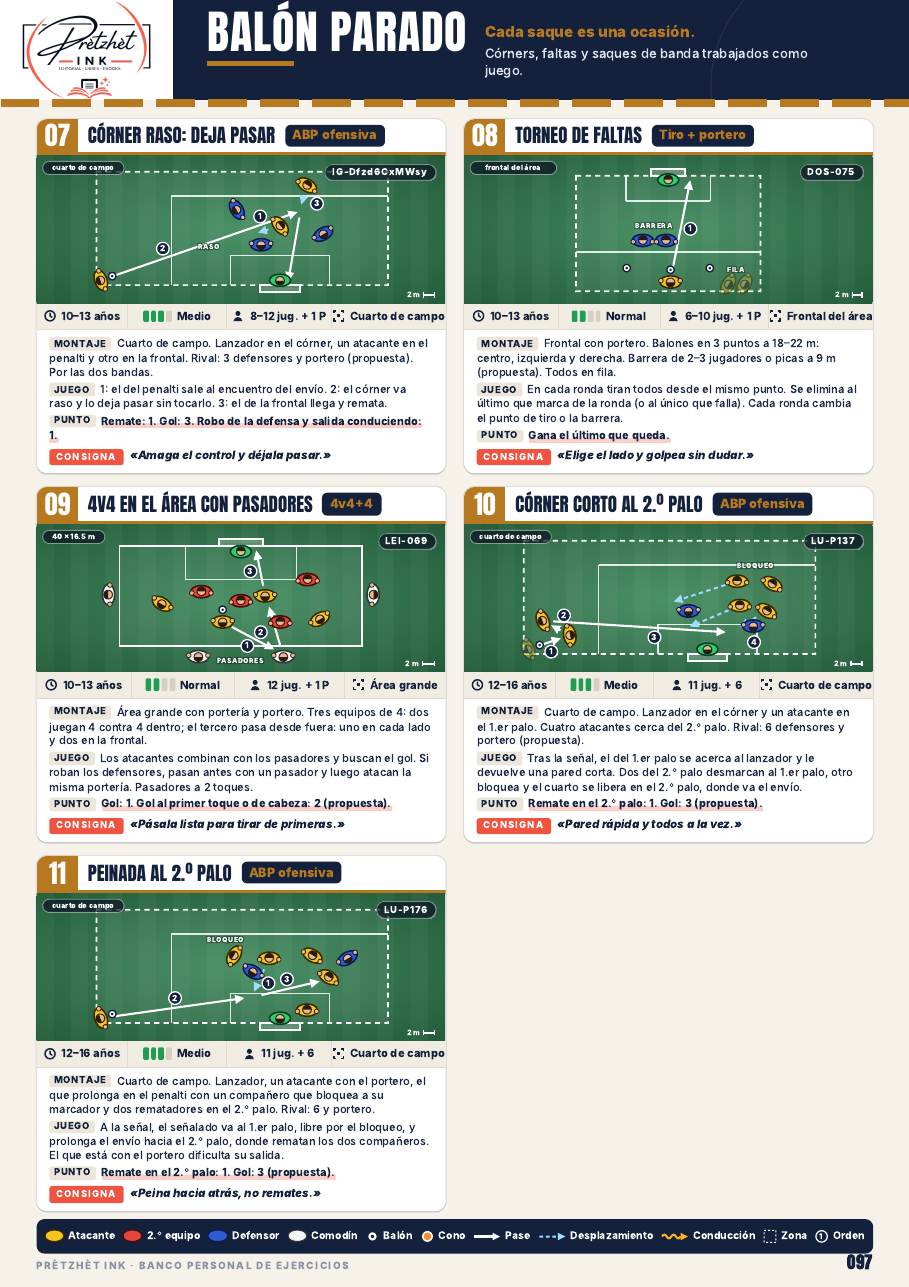 Prètzhèt
INK
EDITORIAL · LIBRES · EBOOKS
BALÓN PARADO
Cada saque es una ocasión.
Córners, faltas y saques de banda trabajados como
juego.
07 CÓRNER RASO: DEJA PASAR ABP ofensiva
cuarto de campo
IG-Dfzd6CxMWsy
1
2
3
RASO
2 m
10–13 años Medio 8–12 jug. + 1 P Cuarto de campo
MONTAJE Cuarto de campo. Lanzador en el córner, un atacante en el
penalti y otro en la frontal. Rival: 3 defensores y portero (propuesta).
Por las dos bandas.
JUEGO 1: el del penalti sale al encuentro del envío. 2: el córner va
raso y lo deja pasar sin tocarlo. 3: el de la frontal llega y remata.
PUNTO Remate: 1. Gol: 3. Robo de la defensa y salida conduciendo:
1.
CONSIGNA «Amaga el control y déjala pasar.»
08 TORNEO DE FALTAS Tiro + portero
frontal del área
DOS-075
BARRERA
1
FILA
2 m
10–13 años Normal 6–10 jug. + 1 P Frontal del área
MONTAJE Frontal con portero. Balones en 3 puntos a 18–22 m:
centro, izquierda y derecha. Barrera de 2–3 jugadores o picas a 9 m
(propuesta). Todos en fila.
JUEGO En cada ronda tiran todos desde el mismo punto. Se elimina al
último que marca de la ronda (o al único que falla). Cada ronda cambia
el punto de tiro o la barrera.
PUNTO Gana el último que queda.
CONSIGNA «Elige el lado y golpea sin dudar.»
09 4V4 EN EL ÁREA CON PASADORES 4v4+4
40×16.5 m
LEI-069
3
2
1
PASADORES
2 m
10–13 años Normal 12 jug. + 1 P Área grande
MONTAJE Área grande con portería y portero. Tres equipos de 4: dos
juegan 4 contra 4 dentro; el tercero pasa desde fuera: uno en cada lado
y dos en la frontal.
JUEGO Los atacantes combinan con los pasadores y buscan el gol. Si
roban los defensores, pasan antes con un pasador y luego atacan la
misma portería. Pasadores a 2 toques.
PUNTO Gol: 1. Gol al primer toque o de cabeza: 2 (propuesta).
CONSIGNA «Pásala lista para tirar de primeras.»
10 CÓRNER CORTO AL 2.º PALO ABP ofensiva
cuarto de campo
LU-P137
BLOQUEO
2
1
3
4
2 m
12–16 años Medio 11 jug. + 6 Cuarto de campo
MONTAJE Cuarto de campo. Lanzador en el córner y un atacante en
el 1.er palo. Cuatro atacantes cerca del 2.º palo. Rival: 6 defensores y
portero (propuesta).
JUEGO Tras la señal, el del 1.er palo se acerca al lanzador y le
devuelve una pared corta. Dos del 2.º palo desmarcan al 1.er palo, otro
bloquea y el cuarto se libera en el 2.º palo, donde va el envío.
PUNTO Remate en el 2.º palo: 1. Gol: 3 (propuesta).
CONSIGNA «Pared rápida y todos a la vez.»
11 PEINADA AL 2.º PALO ABP ofensiva
cuarto de campo
LU-P176
BLOQUEO
1
3
2
2 m
12–16 años Medio 11 jug. + 6 Cuarto de campo
MONTAJE Cuarto de campo. Lanzador, un atacante con el portero, el
que prolonga en el penalti con un compañero que bloquea a su
marcador y dos rematadores en el 2.º palo. Rival: 6 y portero.
JUEGO A la señal, el señalado va al 1.er palo, libre por el bloqueo, y
prolonga el envío hacia el 2.º palo, donde rematan los dos compañeros.
El que está con el portero dificulta su salida.
PUNTO Remate en el 2.º palo: 1. Gol: 3 (propuesta).
CONSIGNA «Peina hacia atrás, no remates.»
Atacante 2.º equipo Defensor Comodín Balón Cono Pase Desplazamiento Conducción Zona 1 Orden
PRÈTZHÈT INK · BANCO PERSONAL DE EJERCICIOS
097